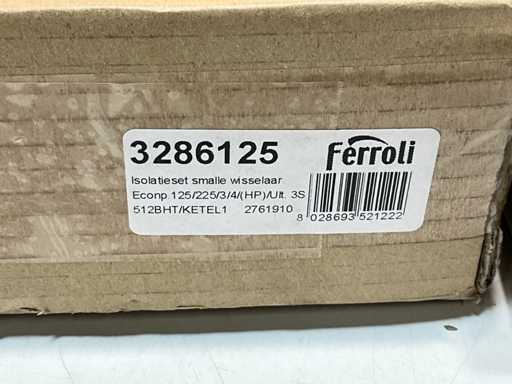 3286125 ferroli
Isolatieset smalle wisselaar
Econp 125/225/3/4/(HP)/Ult. 3S
512BHT/KETEL1 2761910
8 028693 521222